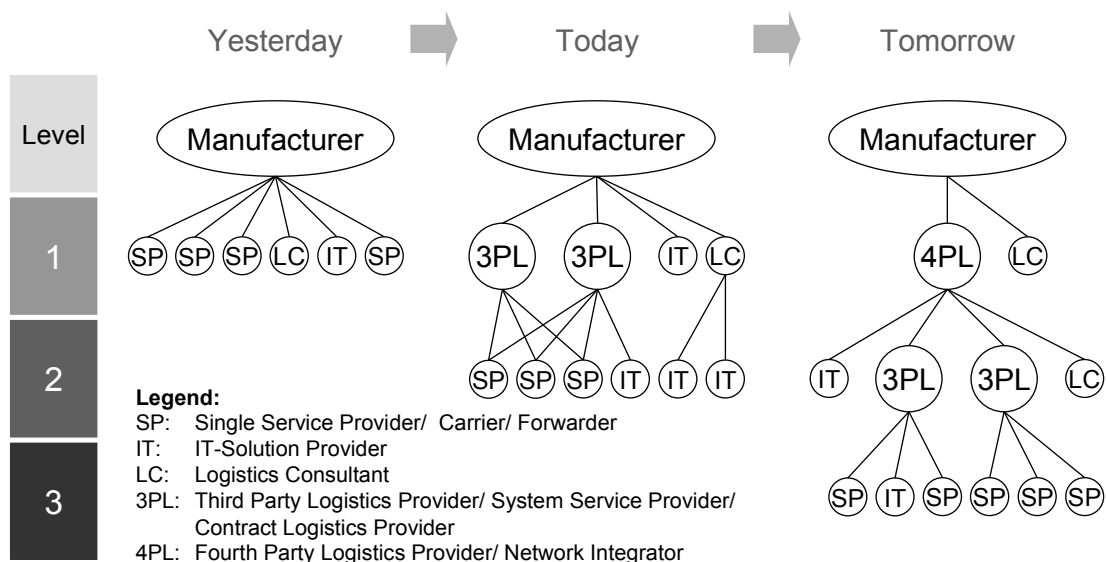 Yesterday Today Tomorrow
Level Manufacturer Manufacturer Manufacturer
1 SP SP SP LC IT SP 3PL 3PL IT LC 4PL LC
2 SP SP SP IT IT IT IT 3PL 3PL LC
Legend:
SP: Single Service Provider/ Carrier/ Forwarder
IT: IT-Solution Provider
LC: Logistics Consultant
3 SP IT SP SP SP SP
3PL: Third Party Logistics Provider/ System Service Provider/
Contract Logistics Provider
4PL: Fourth Party Logistics Provider/ Network Integrator